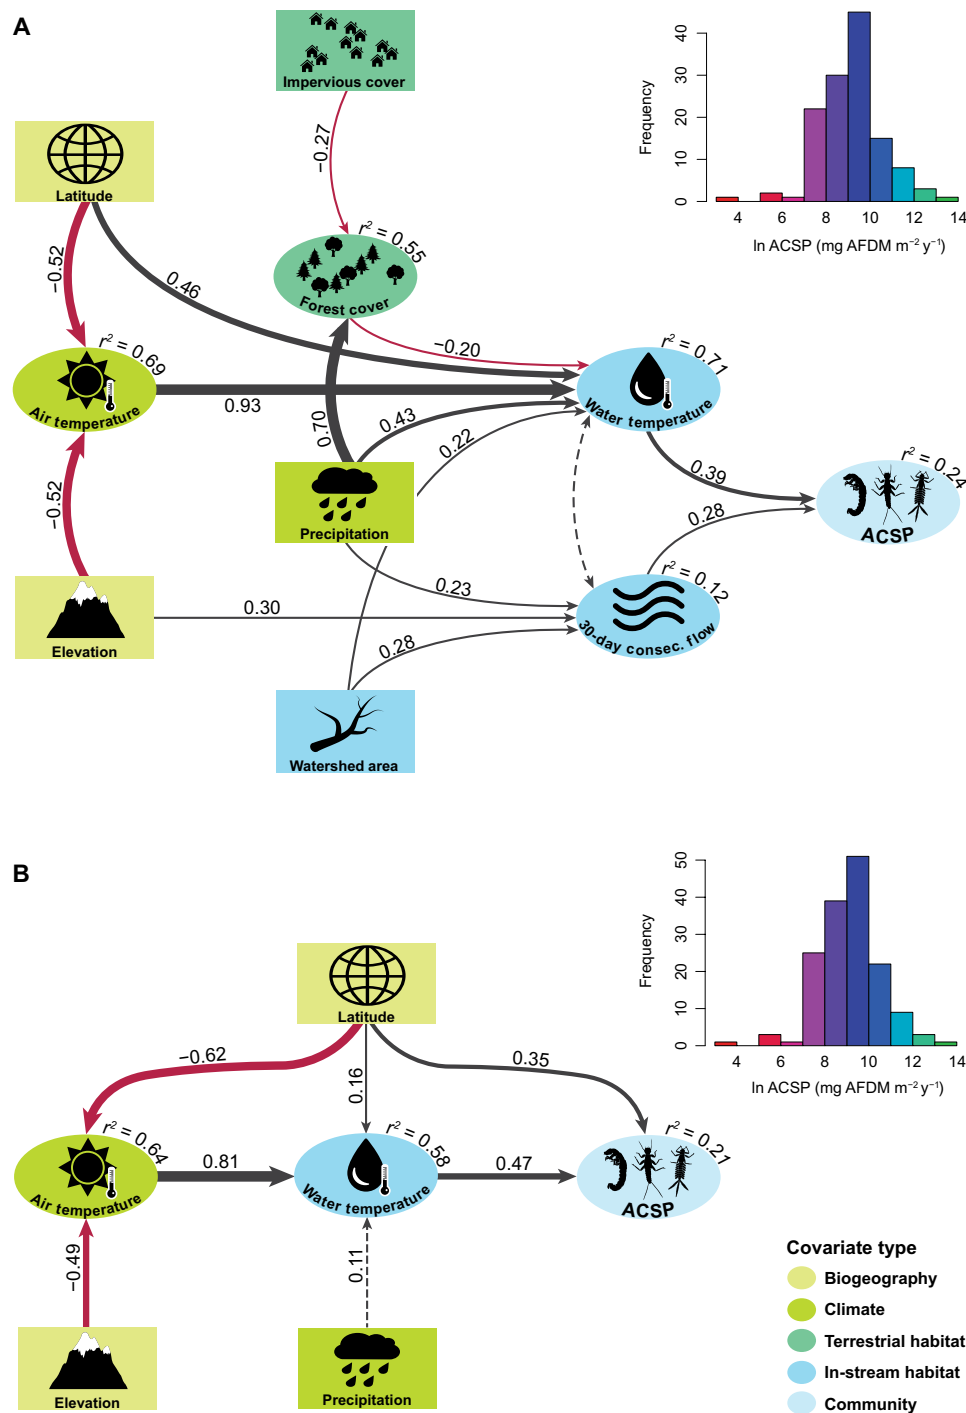 A
Impervious cover
Latitude
−0.27
r² = 0.55
Forest cover
−0.52
0.46
−0.20
r² = 0.69
Air temperature
0.93
r² = 0.71
Water temperature
0.70
0.43
0.22
Precipitation
0.39
r² = 0.24
ACSP
0.28
−0.52
0.23
r² = 0.12
30-day consec. flow
0.30
Elevation
0.28
Watershed area
Frequency
0
10
20
30
40
4 6 8 10 12 14
ln ACSP (mg AFDM m⁻² y⁻¹)
B
Latitude
−0.62
0.16
0.35
r² = 0.64
Air temperature
0.81
r² = 0.58
Water temperature
0.47
r² = 0.21
ACSP
−0.49
0.11
Elevation
Precipitation
Frequency
0
10
20
30
40
50
4 6 8 10 12 14
ln ACSP (mg AFDM m⁻² y⁻¹)
Covariate type
Biogeography
Climate
Terrestrial habitat
In-stream habitat
Community